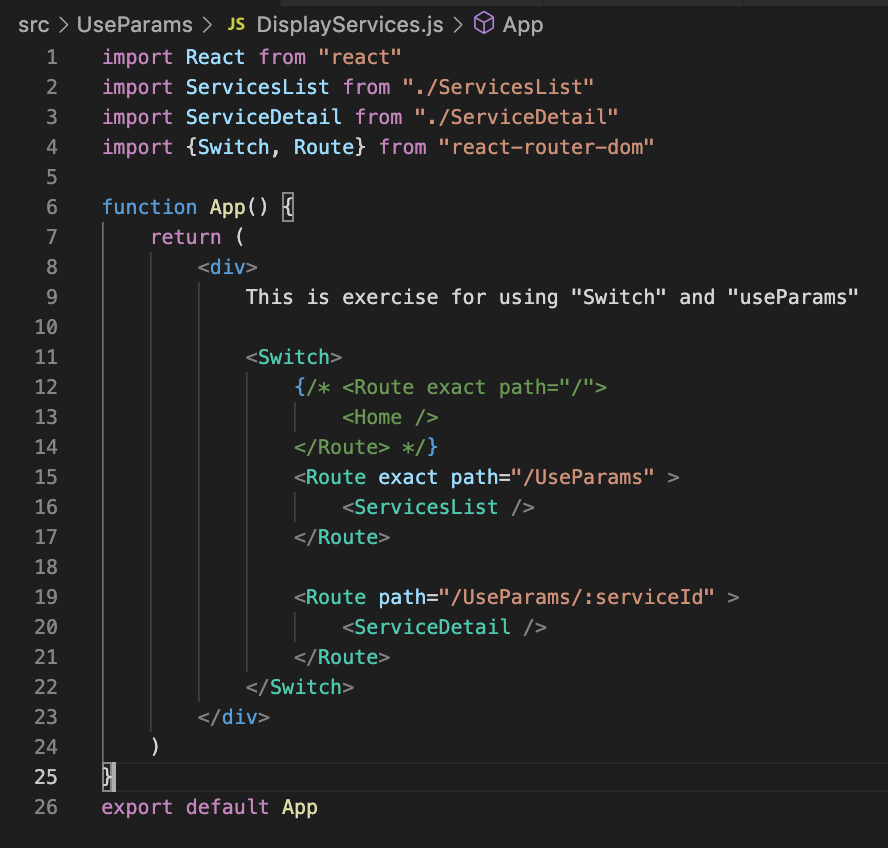 src > UseParams > JS DisplayServices.js > App
1 import React from "react"
2 import ServicesList from "./ServicesList"
3 import ServiceDetail from "./ServiceDetail"
4 import {Switch, Route} from "react-router-dom"
5
6 function App() {
7 return (
8 <div>
9 This is exercise for using "Switch" and "useParams"
10
11 <Switch>
12 {/* <Route exact path="/">
13 <Home />
14 </Route> */}
15 <Route exact path="/UseParams" >
16 <ServicesList />
17 </Route>
18
19 <Route path="/UseParams/:serviceId" >
20 <ServiceDetail />
21 </Route>
22 </Switch>
23 </div>
24 )
25 }
26 export default App